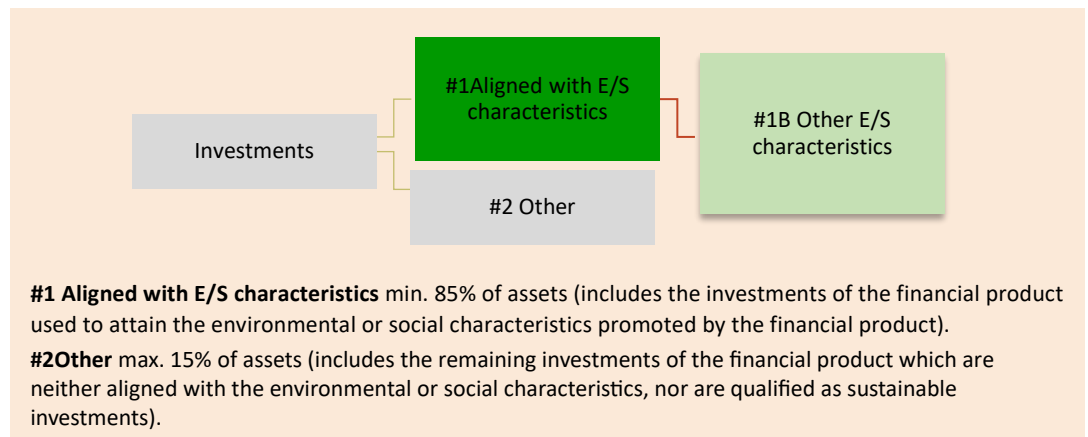 #1Aligned with E/S
characteristics
#1B Other E/S
characteristics
Investments
#2 Other
#1 Aligned with E/S characteristics min. 85% of assets (includes the investments of the financial product
used to attain the environmental or social characteristics promoted by the financial product).
#2Other max. 15% of assets (includes the remaining investments of the financial product which are
neither aligned with the environmental or social characteristics, nor are qualified as sustainable
investments).